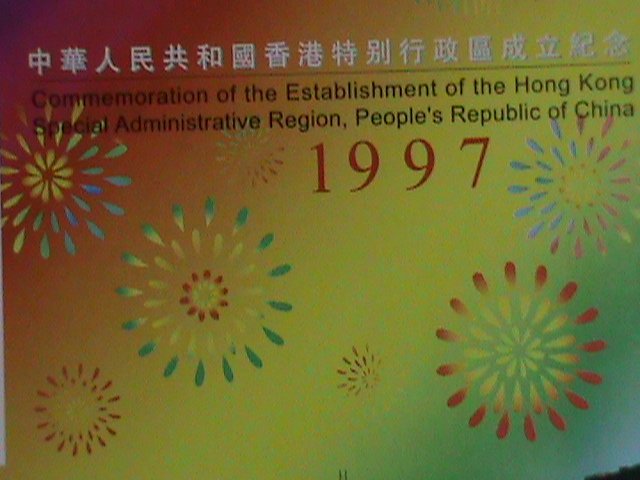 中華人民共和國香港特別行政區成立紀念
Commemoration of the Establishment of the Hong Kong
Special Administrative Region, People's Republic of China
1997